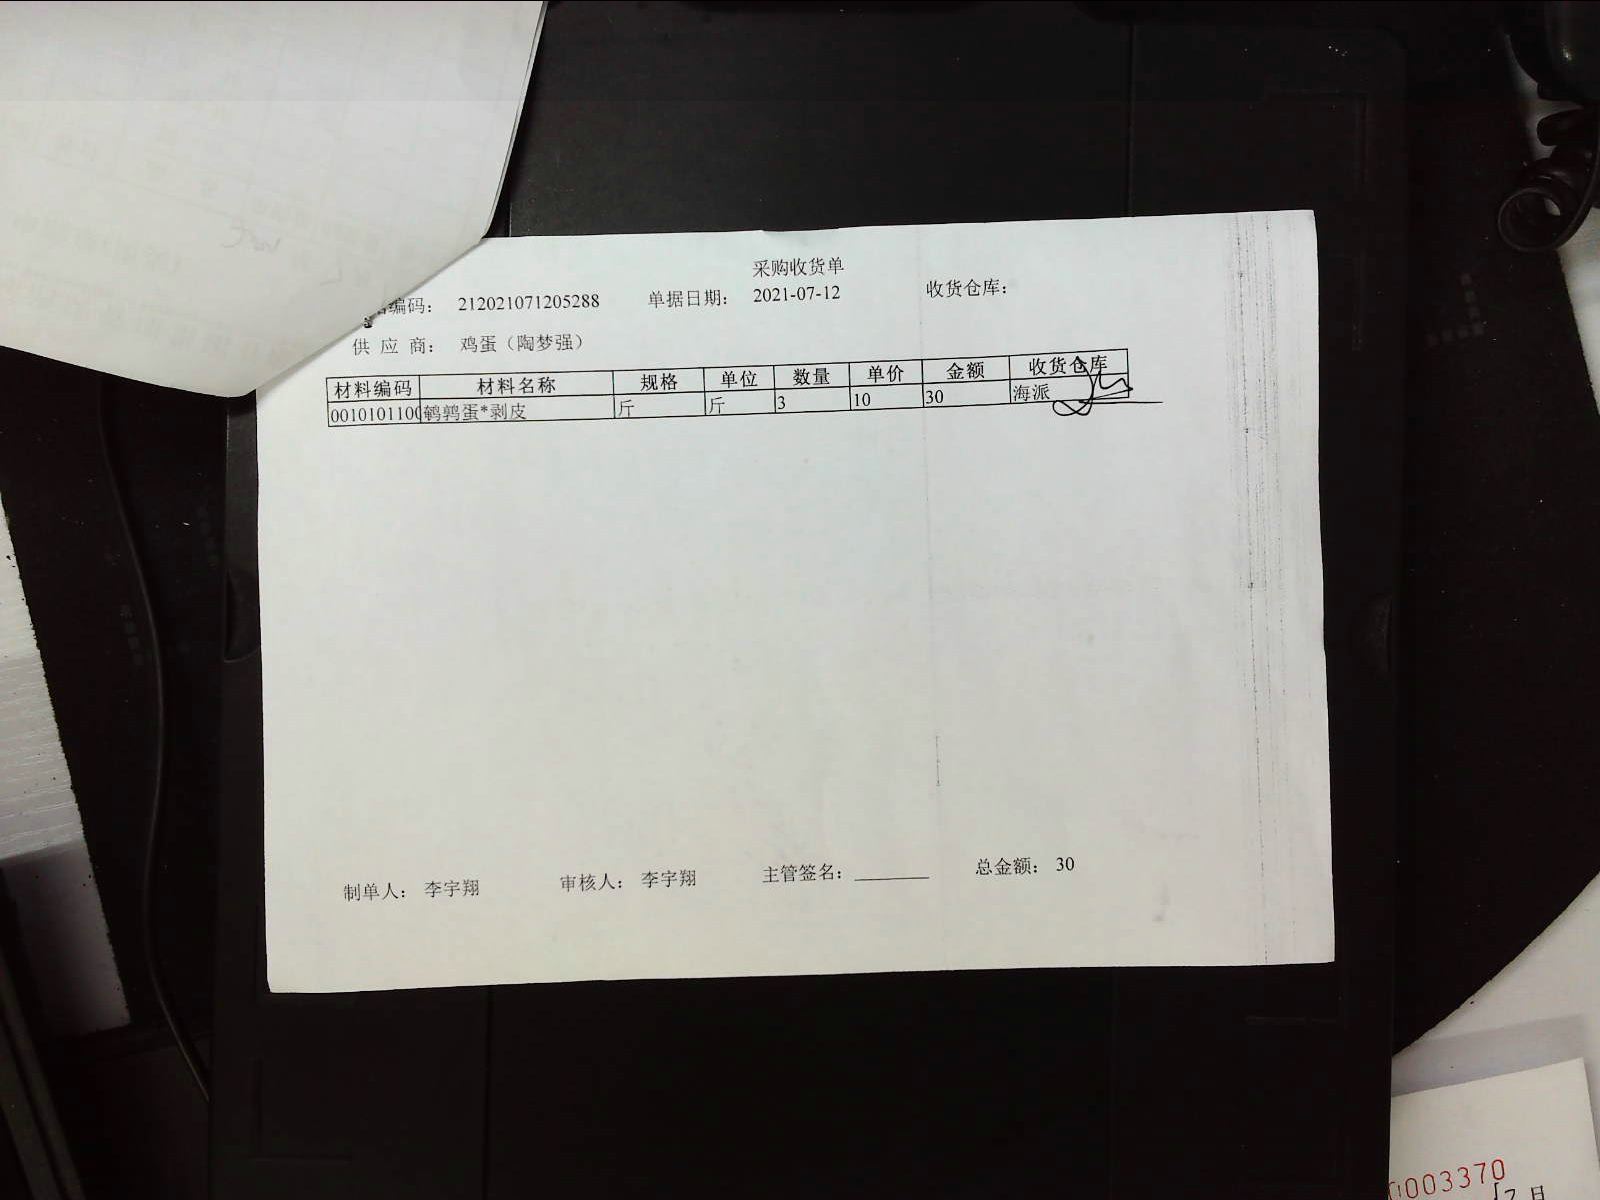 采购收货单
编码： 212021071205288 单据日期： 2021-07-12 收货仓库：
供 应 商： 鸡蛋（陶梦强）
材料编码 材料名称 规格 单位 数量 单价 金额 收货仓库
0010101100 鹌鹑蛋*剥皮 斤 斤 3 10 30 海派
制单人： 李宇翔 审核人： 李宇翔 主管签名： 总金额： 30
003370
7 月